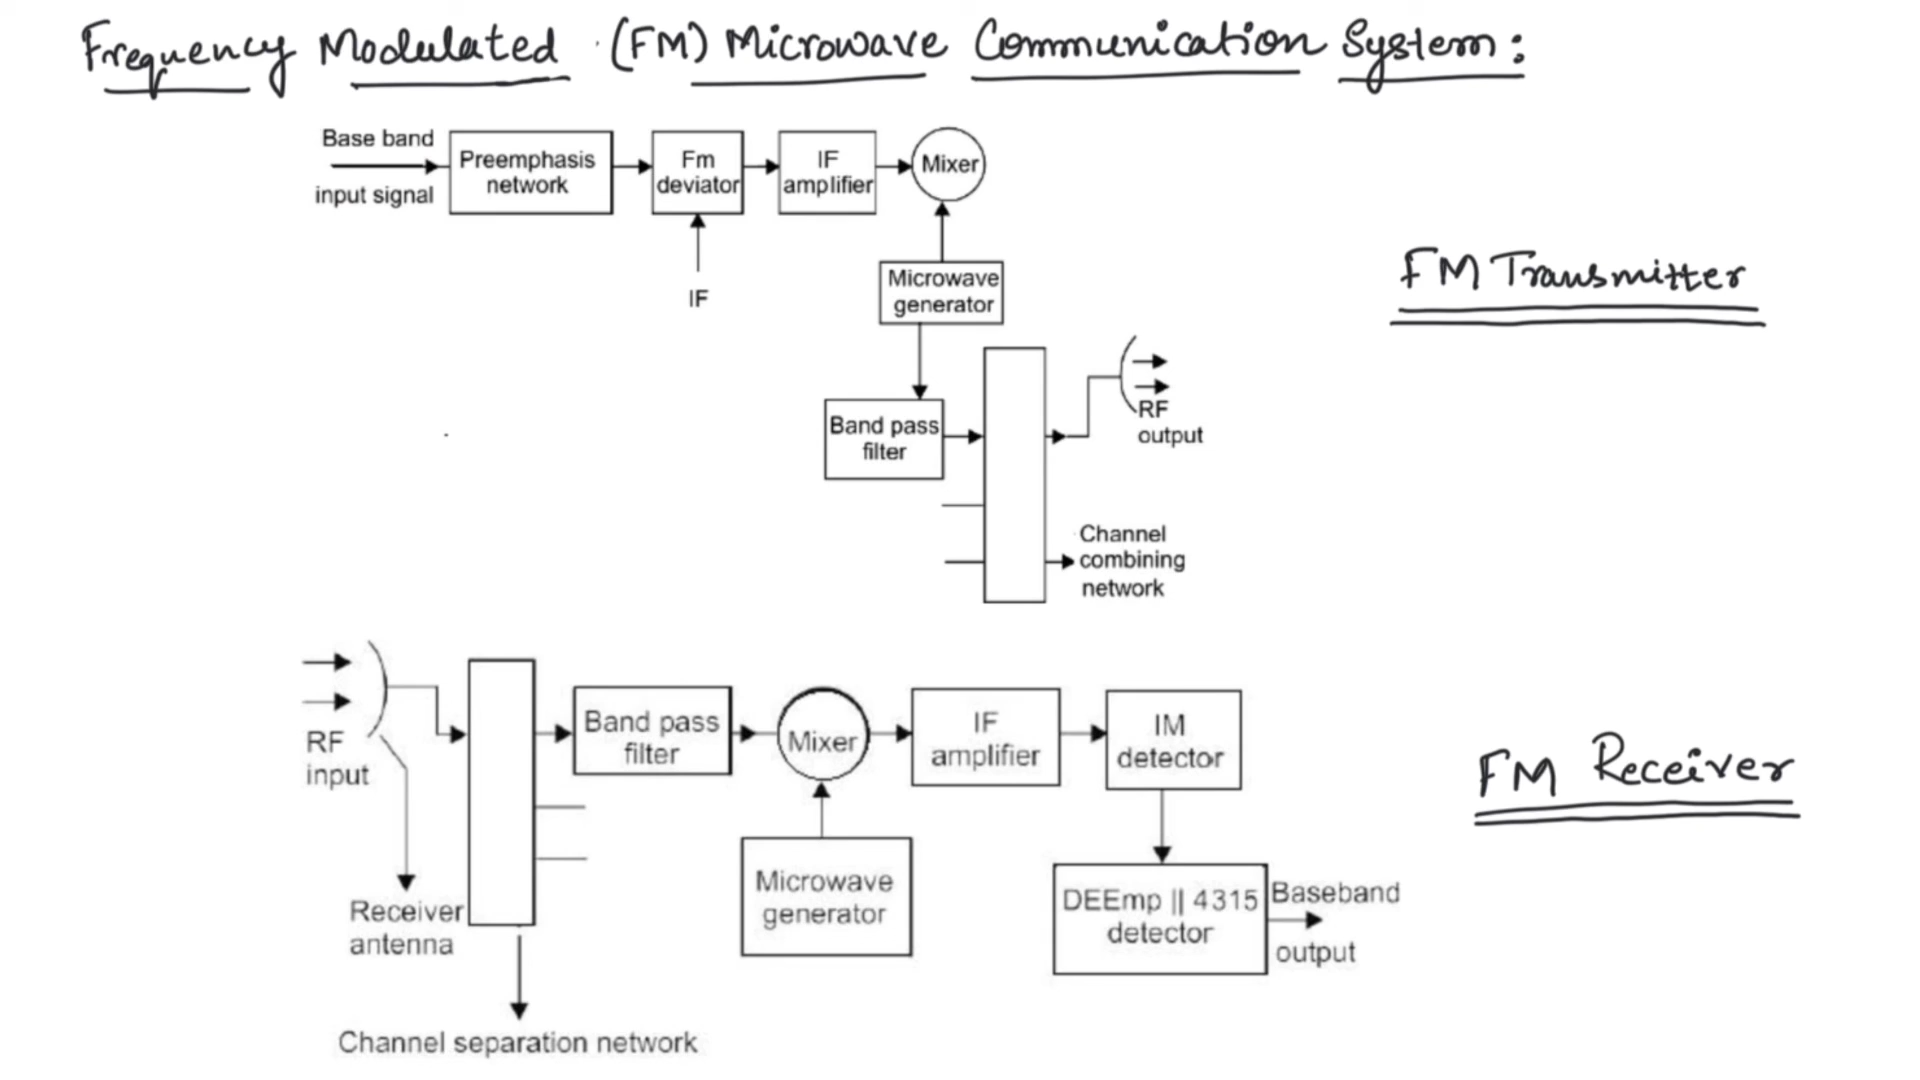 Frequency Modulated (FM) Microwave Communication System:
Base band
input signal
Preemphasis
network
Fm
deviator
IF
amplifier
Mixer
IF
Microwave
generator
FM Transmitter
Band pass
filter
RF
output
Channel
combining
network
RF
input
Receiver
antenna
Band pass
filter
Mixer
IF
amplifier
IM
detector
Microwave
generator
DEEmp || 4315
detector
Baseband
output
FM Receiver
Channel separation network